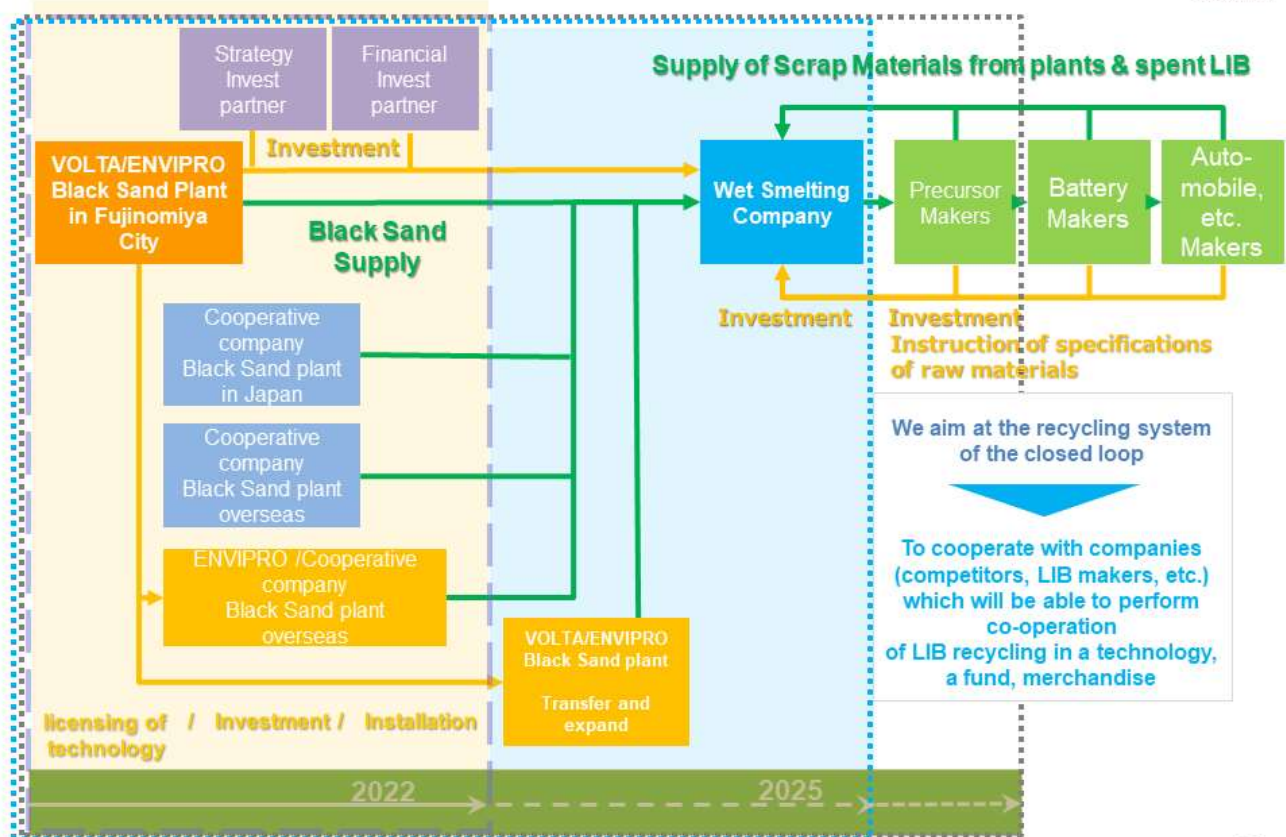 Strategy
Invest
partner
Financial
Invest
partner
Supply of Scrap Materials from plants & spent LIB
Investment
VOLTA/ENVIPRO
Black Sand Plant
in Fujinomiya
City
Black Sand
Supply
Wet Smelting
Company
Precursor
Makers
Battery
Makers
Auto-
mobile,
etc.
Makers
Investment
Investment
Instruction of specifications
of raw materials
Cooperative
company
Black Sand plant
in Japan
Cooperative
company
Black Sand plant
overseas
ENVIPRO /Cooperative
company
Black Sand plant
overseas
VOLTA/ENVIPRO
Black Sand plant
Transfer and
expand
We aim at the recycling system
of the closed loop
To cooperate with companies
(competitors, LIB makers, etc.)
which will be able to perform
co-operation
of LIB recycling in a technology,
a fund, merchandise
licensing of / Investment / Installation
technology
2022
2025